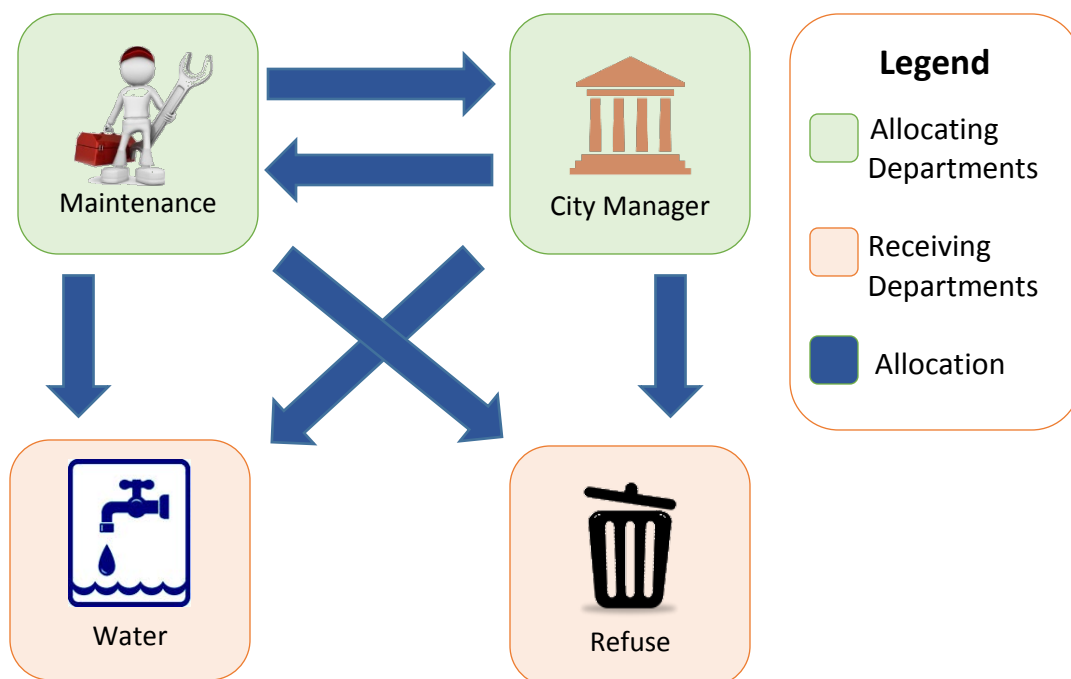 Maintenance
City Manager
Legend
Allocating
Departments
Receiving
Departments
Allocation
Water
Refuse